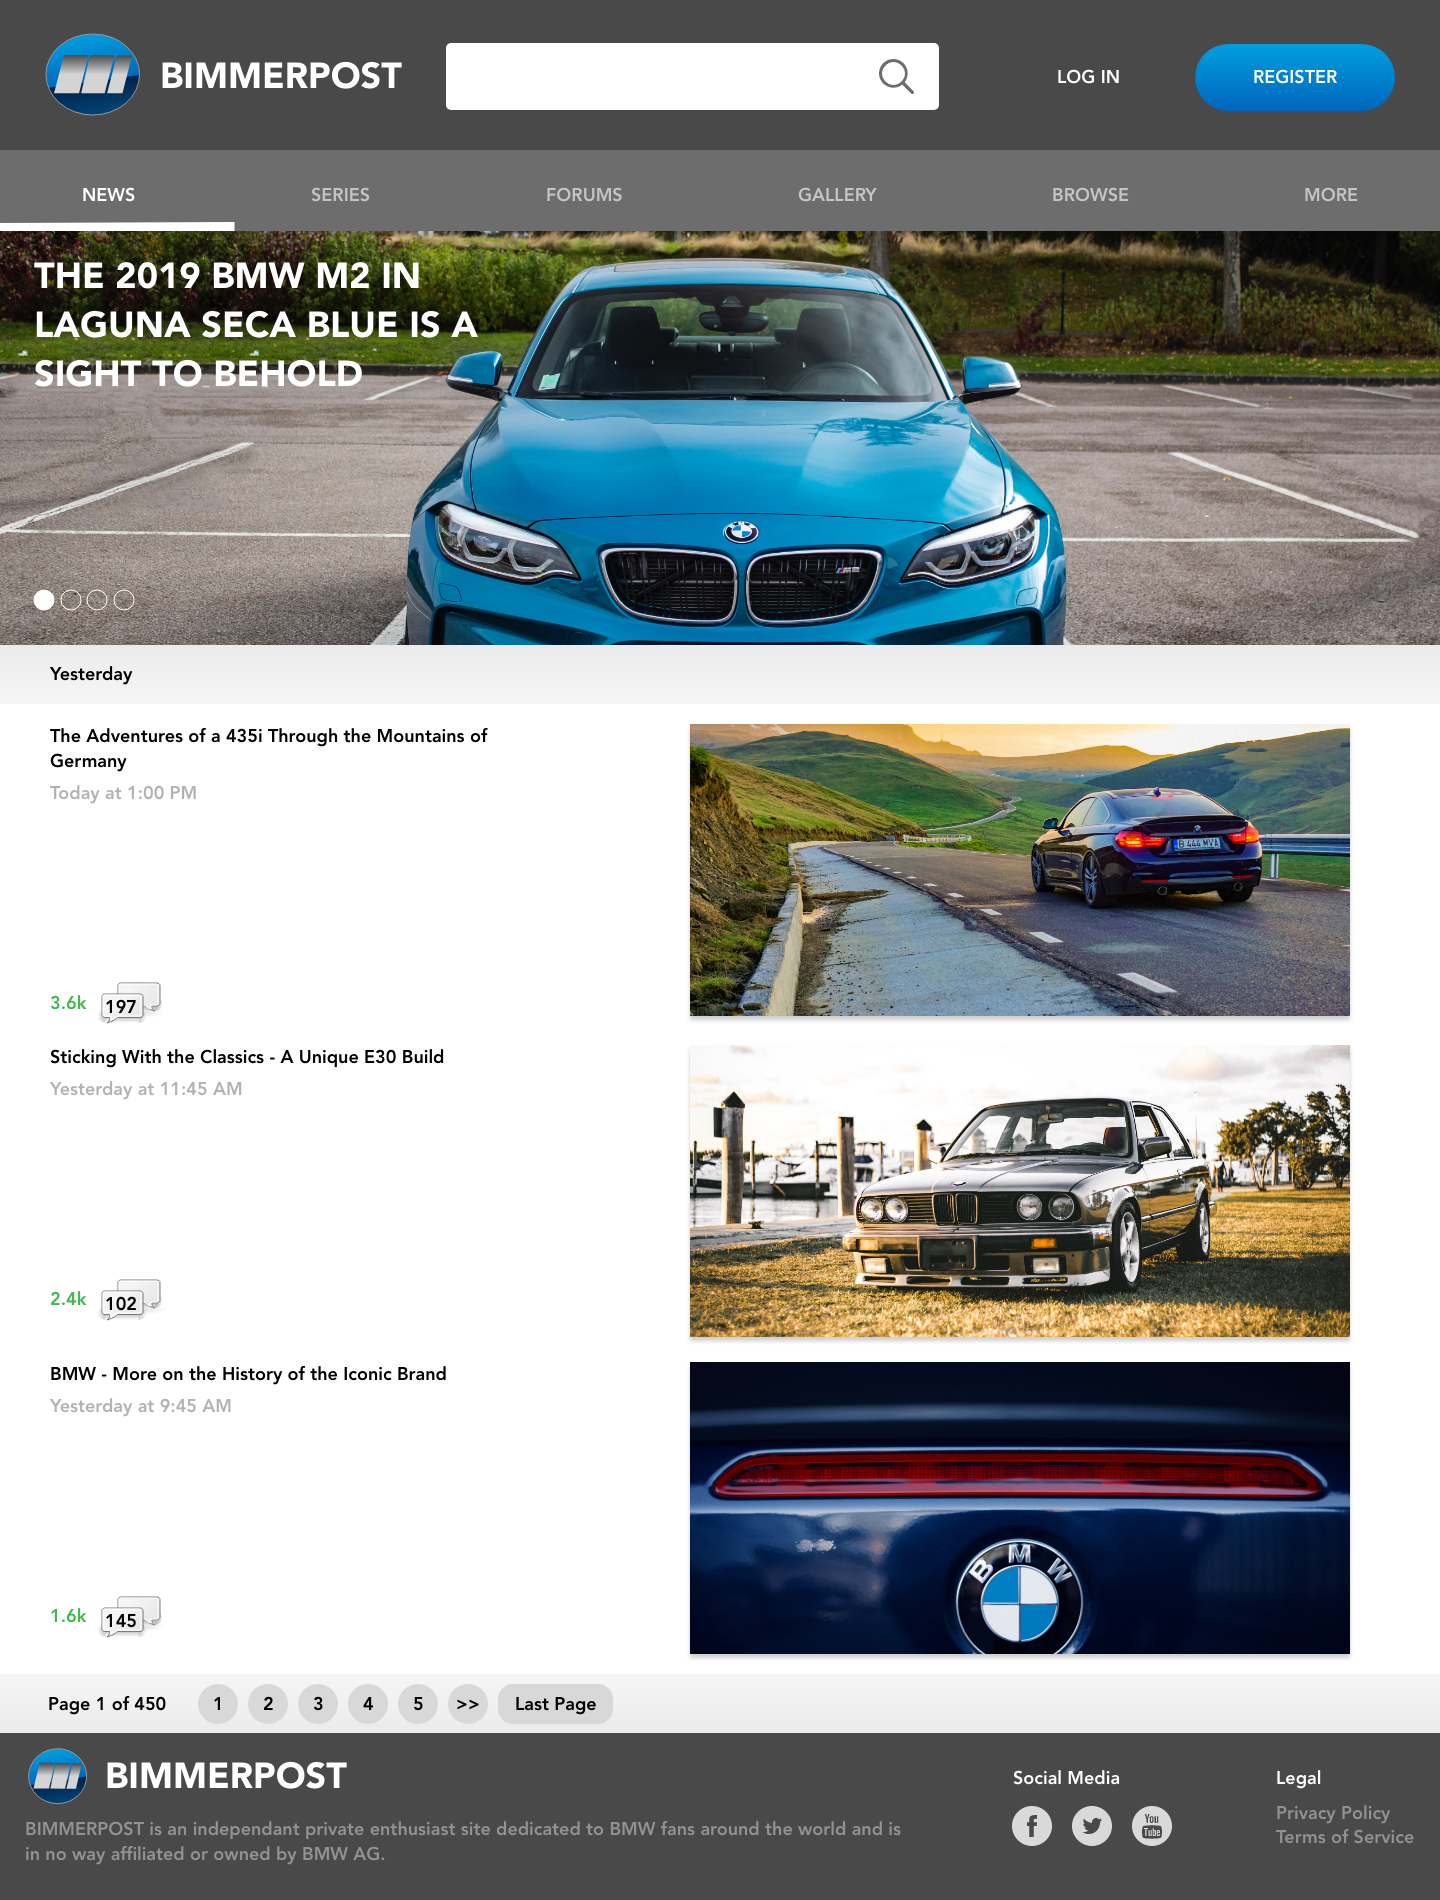 BIMMERPOST
LOG IN
REGISTER
NEWS
SERIES
FORUMS
GALLERY
BROWSE
MORE
THE 2019 BMW M2 IN
LAGUNA SECA BLUE IS A
SIGHT TO BEHOLD
Yesterday
The Adventures of a 435i Through the Mountains of
Germany
Today at 1:00 PM
B 444 MVA
3.6k
197
Sticking With the Classics - A Unique E30 Build
Yesterday at 11:45 AM
2.4k
102
BMW - More on the History of the Iconic Brand
Yesterday at 9:45 AM
BMW
1.6k
145
Page 1 of 450
1
2
3
4
5
>>
Last Page
BIMMERPOST
BIMMERPOST is an independant private enthusiast site dedicated to BMW fans around the world and is
in no way affiliated or owned by BMW AG.
Social Media
You
Tube
Legal
Privacy Policy
Terms of Service